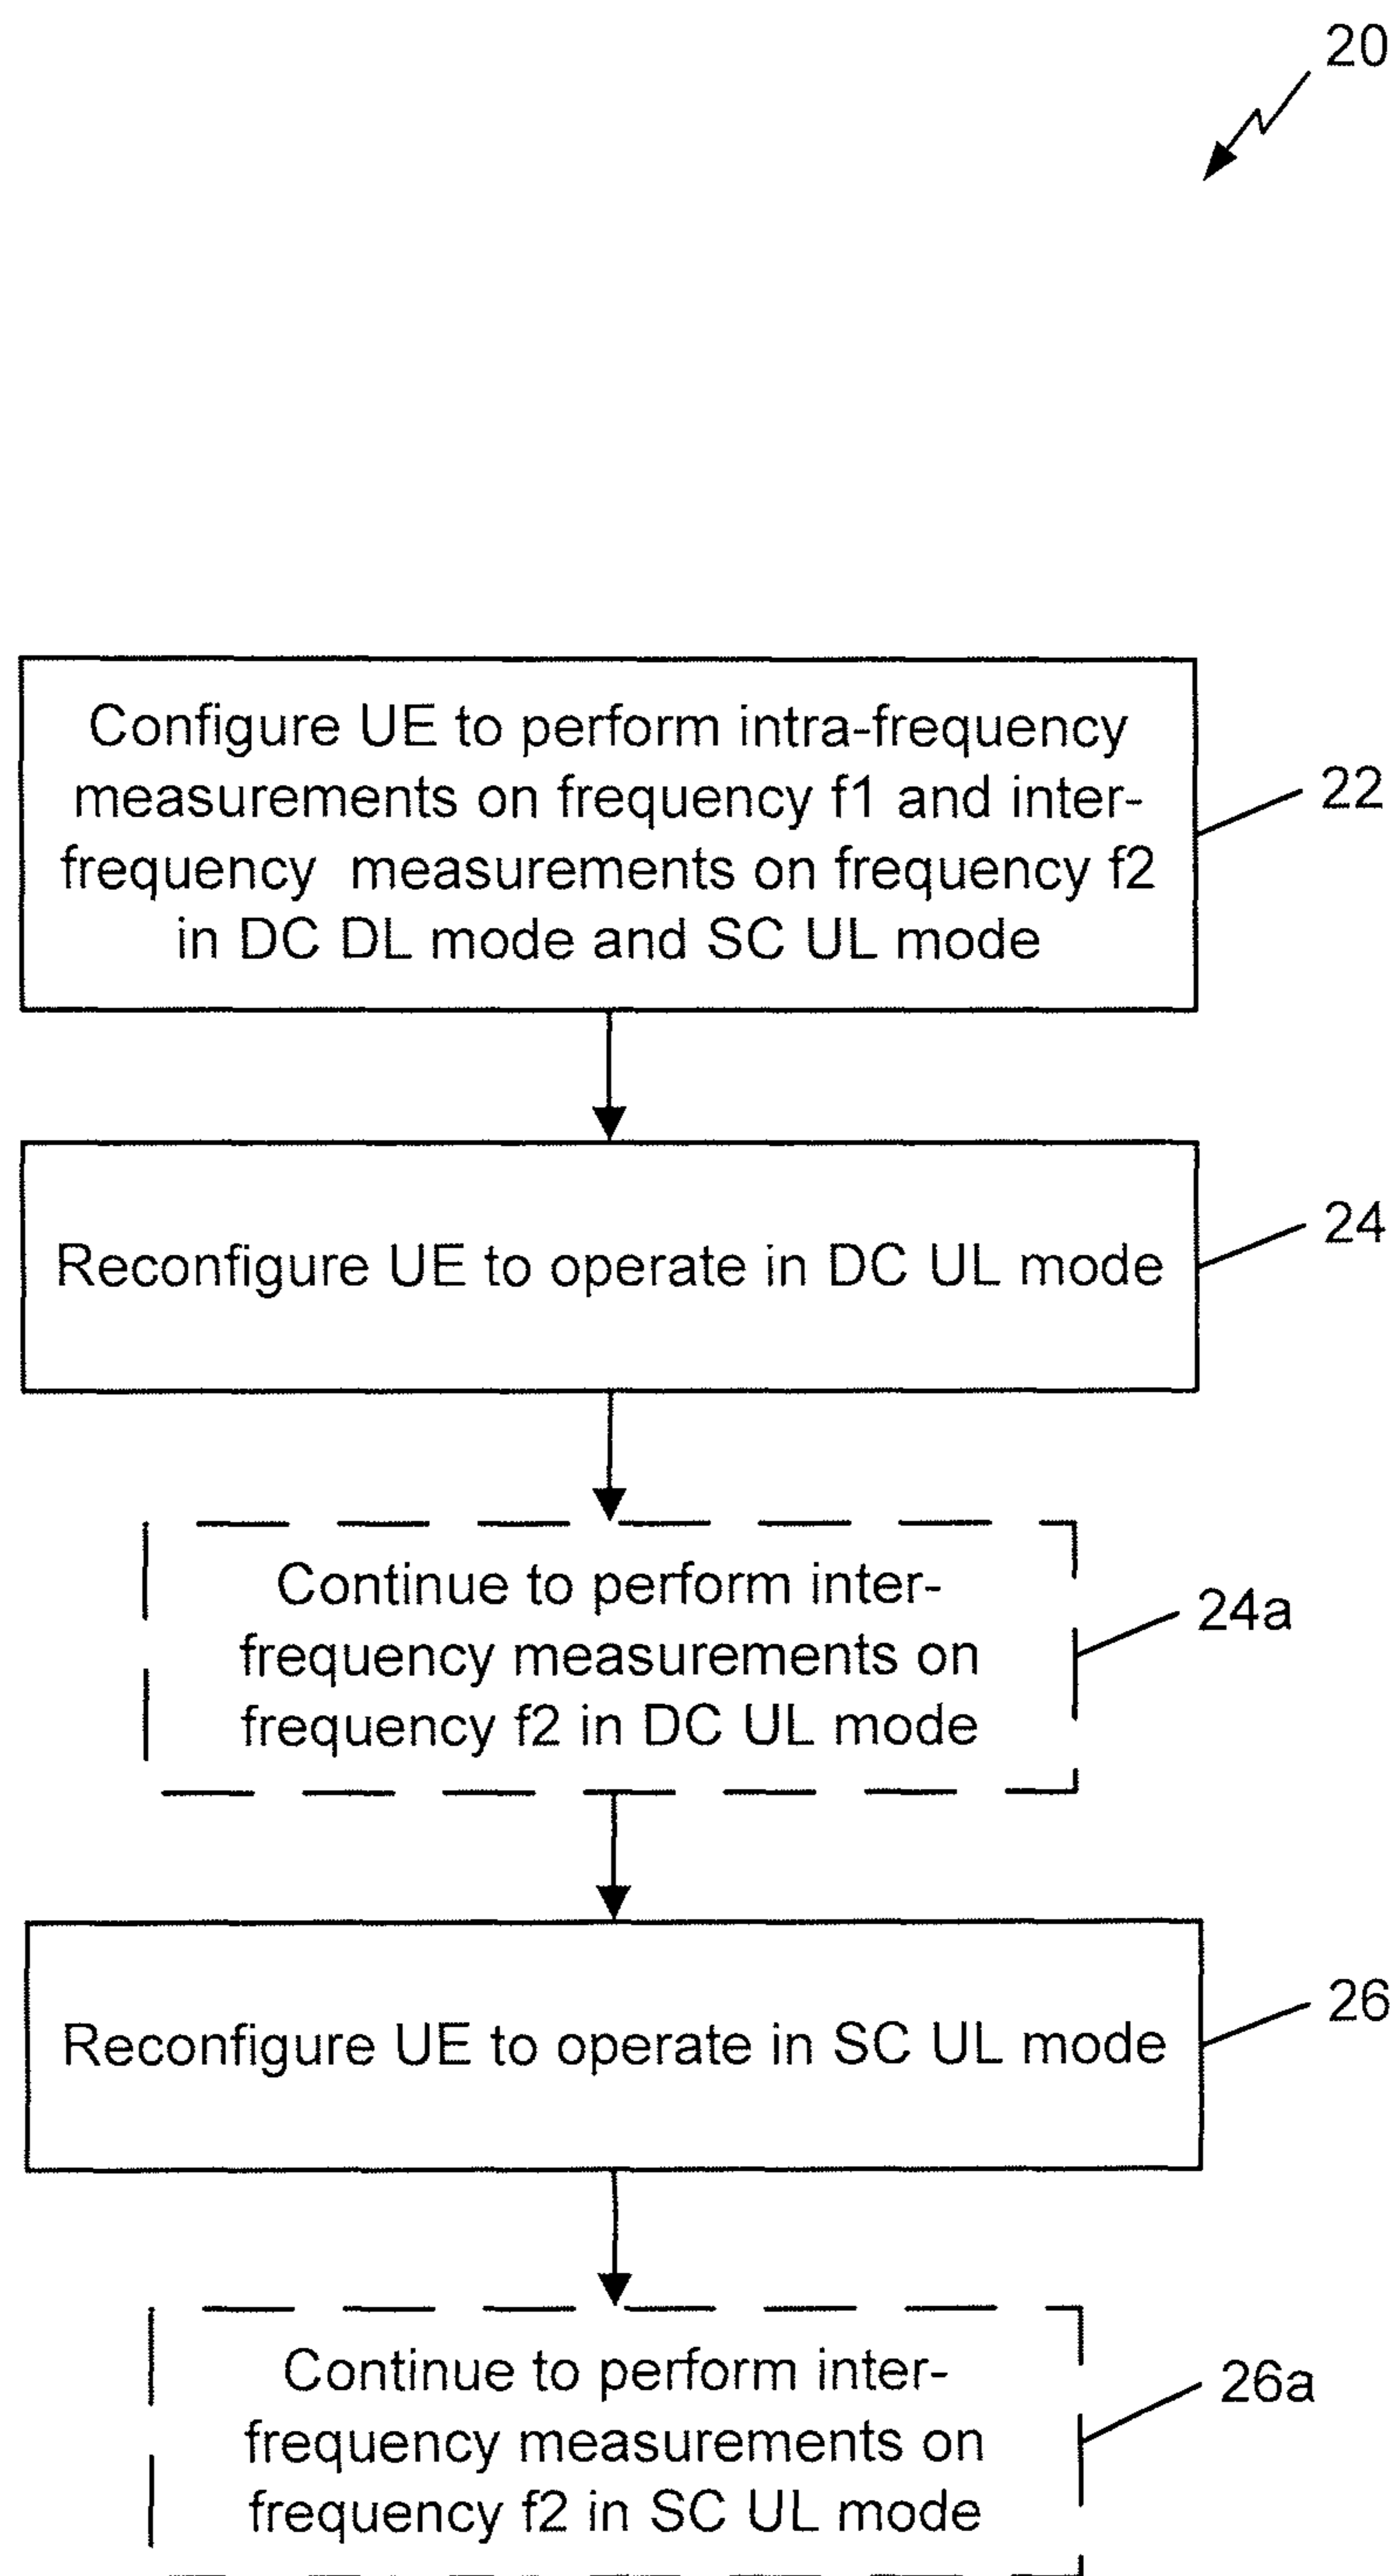 20
Configure UE to perform intra-frequency
measurements on frequency f1 and inter-
frequency measurements on frequency f2
in DC DL mode and SC UL mode
22
Reconfigure UE to operate in DC UL mode
24
Continue to perform inter-
frequency measurements on
frequency f2 in DC UL mode
24a
Reconfigure UE to operate in SC UL mode
26
Continue to perform inter-
frequency measurements on
frequency f2 in SC UL mode
26a